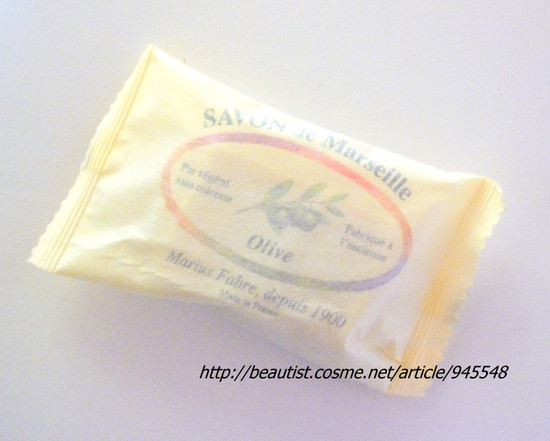 SAVON de Marseille
Pur végétal
sans colorant
Fabriqué à
l'ancienne
Olive
Marius Fabre, depuis 1900
Made in France
http://beautist.cosme.net/article/945548